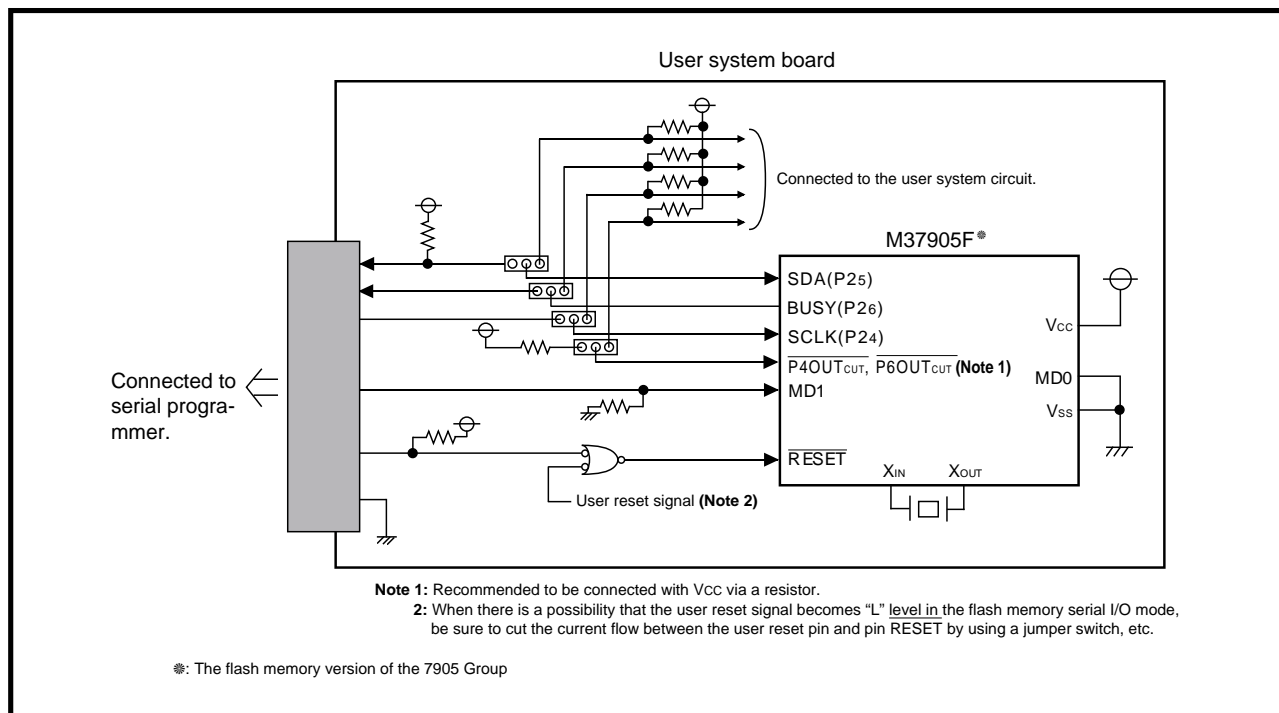 User system board
Connected to the user system circuit.
M37905F✽
SDA(P25)
BUSY(P26)
SCLK(P24)
P4OUTCUT, P6OUTCUT (Note 1)
MD1
RESET
VCC
MD0
VSS
XIN XOUT
Connected to
serial progra-
mmer.
User reset signal (Note 2)
Note 1: Recommended to be connected with VCC via a resistor.
2: When there is a possibility that the user reset signal becomes “L” level in the flash memory serial I/O mode,
be sure to cut the current flow between the user reset pin and pin RESET by using a jumper switch, etc.
✽: The flash memory version of the 7905 Group